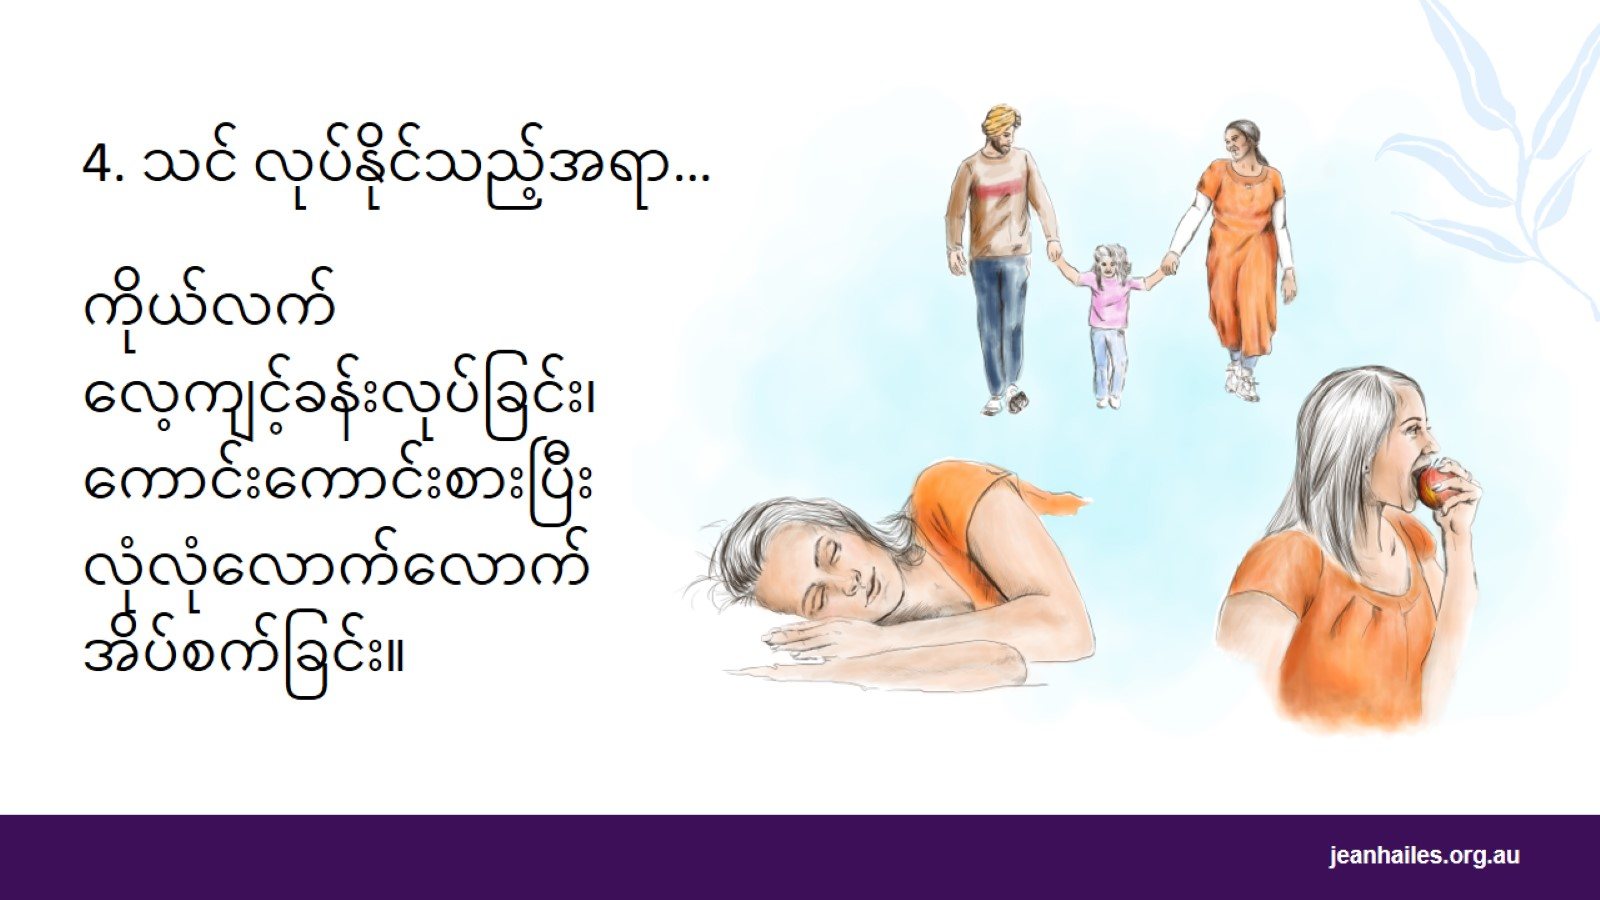 4. သင် လုပ်နိုင်သည့်အရာ...
ကိုယ်လက်
လေ့ကျင့်ခန်းလုပ်ခြင်း၊
ကောင်းကောင်းစားပြီး
လုံလုံလောက်လောက်
အိပ်စက်ခြင်း။
jeanhailes.org.au